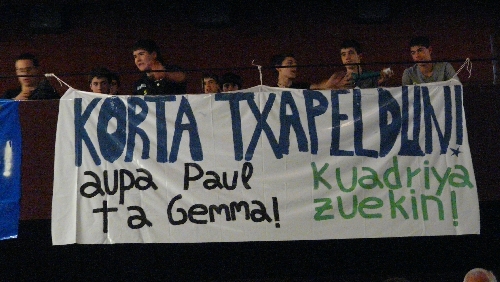 KORTA TXAPELDUN!
aupa Paul
ta Gemma!
Kuadriya
zuekin!